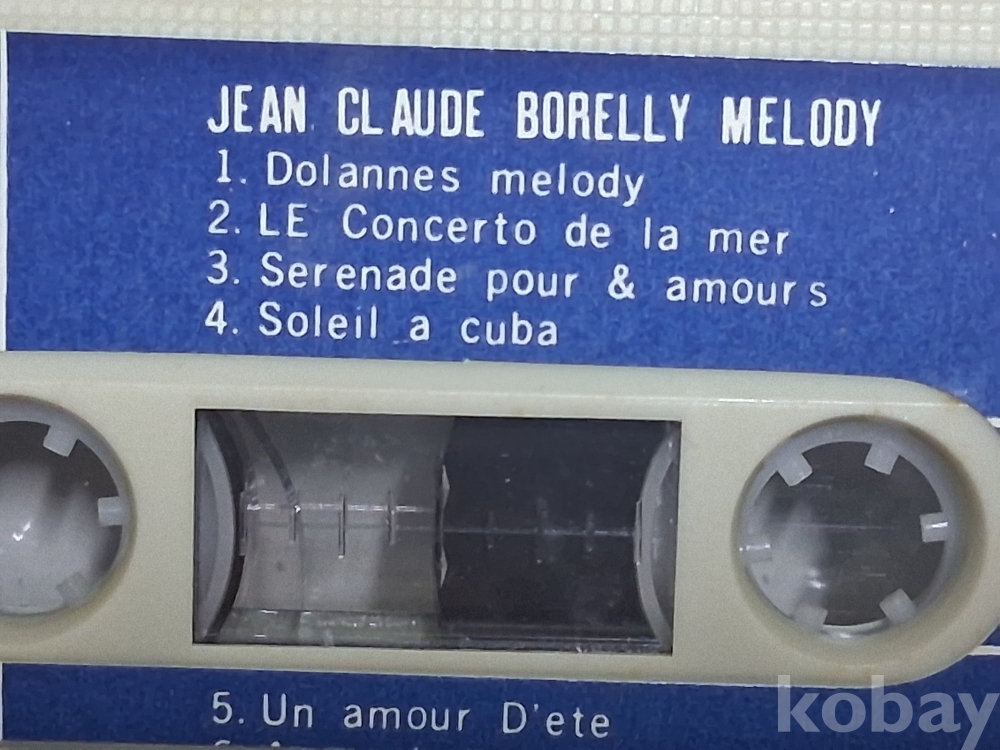 JEAN CLAUDE BORELLY MELODY
1. Dolannes melody
2. LE Concerto de la mer
3. Serenade pour & amours
4. Soleil a cuba
5. Un amour D'ete
kobay